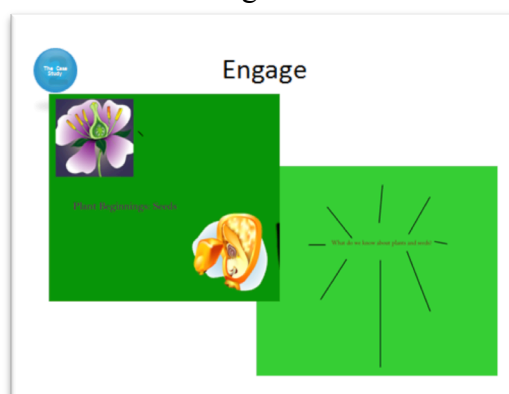 The Case
Study
Engage
Plant Beginnings: Seeds
What do we know about plants and seeds?